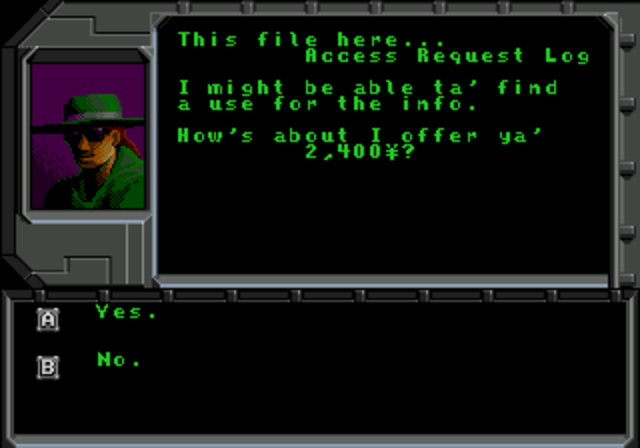 This file here...
Access Request Log
I might be able ta' find
a use for the info.
How's about I offer ya'
2,400¥?
A Yes.
B No.